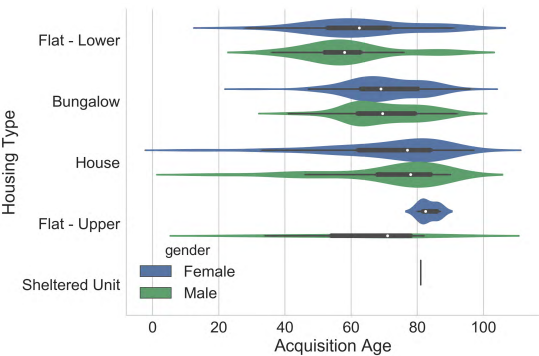 Flat - Lower
Bungalow
House
Flat - Upper
Sheltered Unit
Housing Type
gender
Female
Male
0 20 40 60 80 100
Acquisition Age